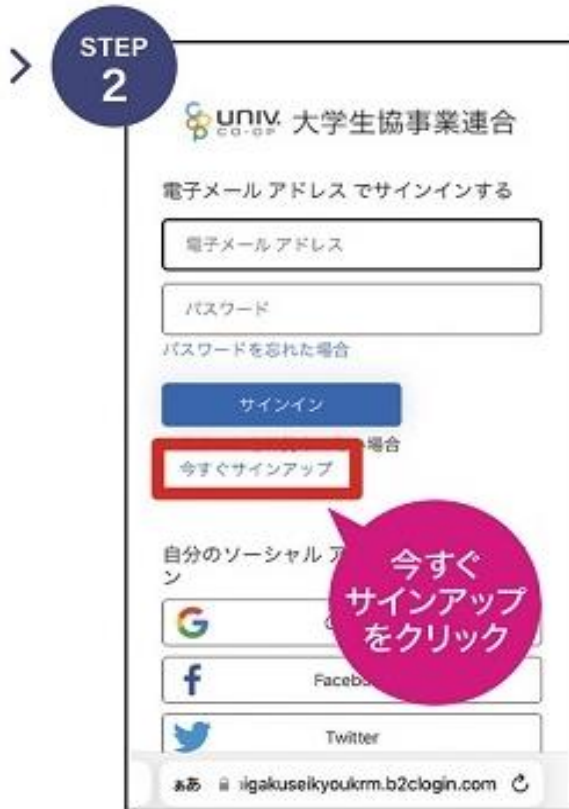 STEP
2
UNIV.
CO-OP
大学生協事業連合
電子メール アドレス でサインインする
電子メール アドレス
パスワード
パスワードを忘れた場合
サインイン
場合
今すぐサインアップ
自分のソーシャル ア
ン
今すぐ
サインアップ
をクリック
G
f
Facebo
Twitter
ぁあ igakuseikyoukrm.b2clogin.com